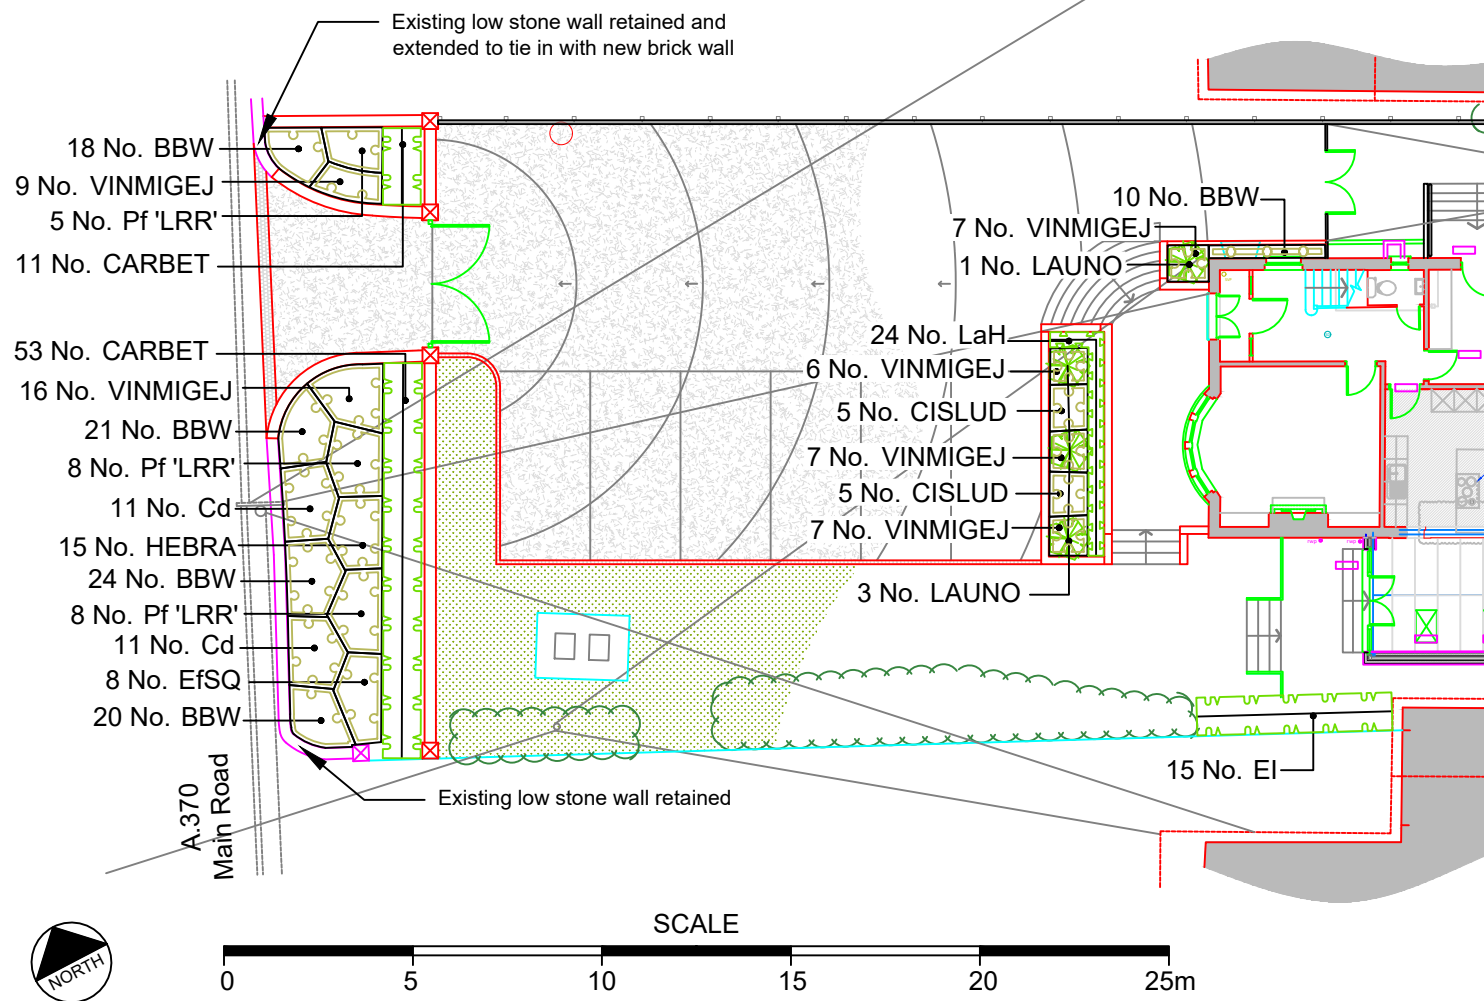 Existing low stone wall retained and
extended to tie in with new brick wall
18 No. BBW
9 No. VINMIGEJ
5 No. Pf 'LRR'
11 No. CARBET
53 No. CARBET
16 No. VINMIGEJ
21 No. BBW
8 No. Pf 'LRR'
11 No. Cd
15 No. HEBRA
24 No. BBW
8 No. Pf 'LRR'
11 No. Cd
8 No. EfSQ
20 No. BBW
10 No. BBW
7 No. VINMIGEJ
1 No. LAUNO
24 No. LaH
6 No. VINMIGEJ
5 No. CISLUD
7 No. VINMIGEJ
5 No. CISLUD
7 No. VINMIGEJ
3 No. LAUNO
15 No. EI
Existing low stone wall retained
A.370
Main Road
NORTH
SCALE
0 5 10 15 20 25m